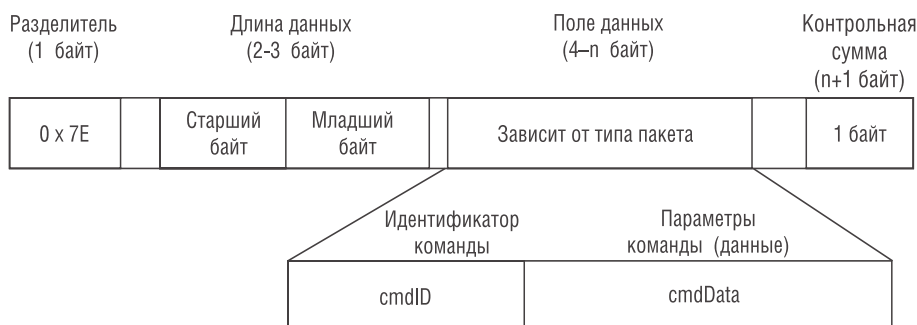 Разделитель
(1 байт)
Длина данных
(2-3 байт)
Поле данных
(4–n байт)
Контрольная
сумма
(n+1 байт)
0 x 7E
Старший
байт
Младший
байт
Зависит от типа пакета
1 байт
Идентификатор
команды
Параметры
команды (данные)
cmdID
cmdData